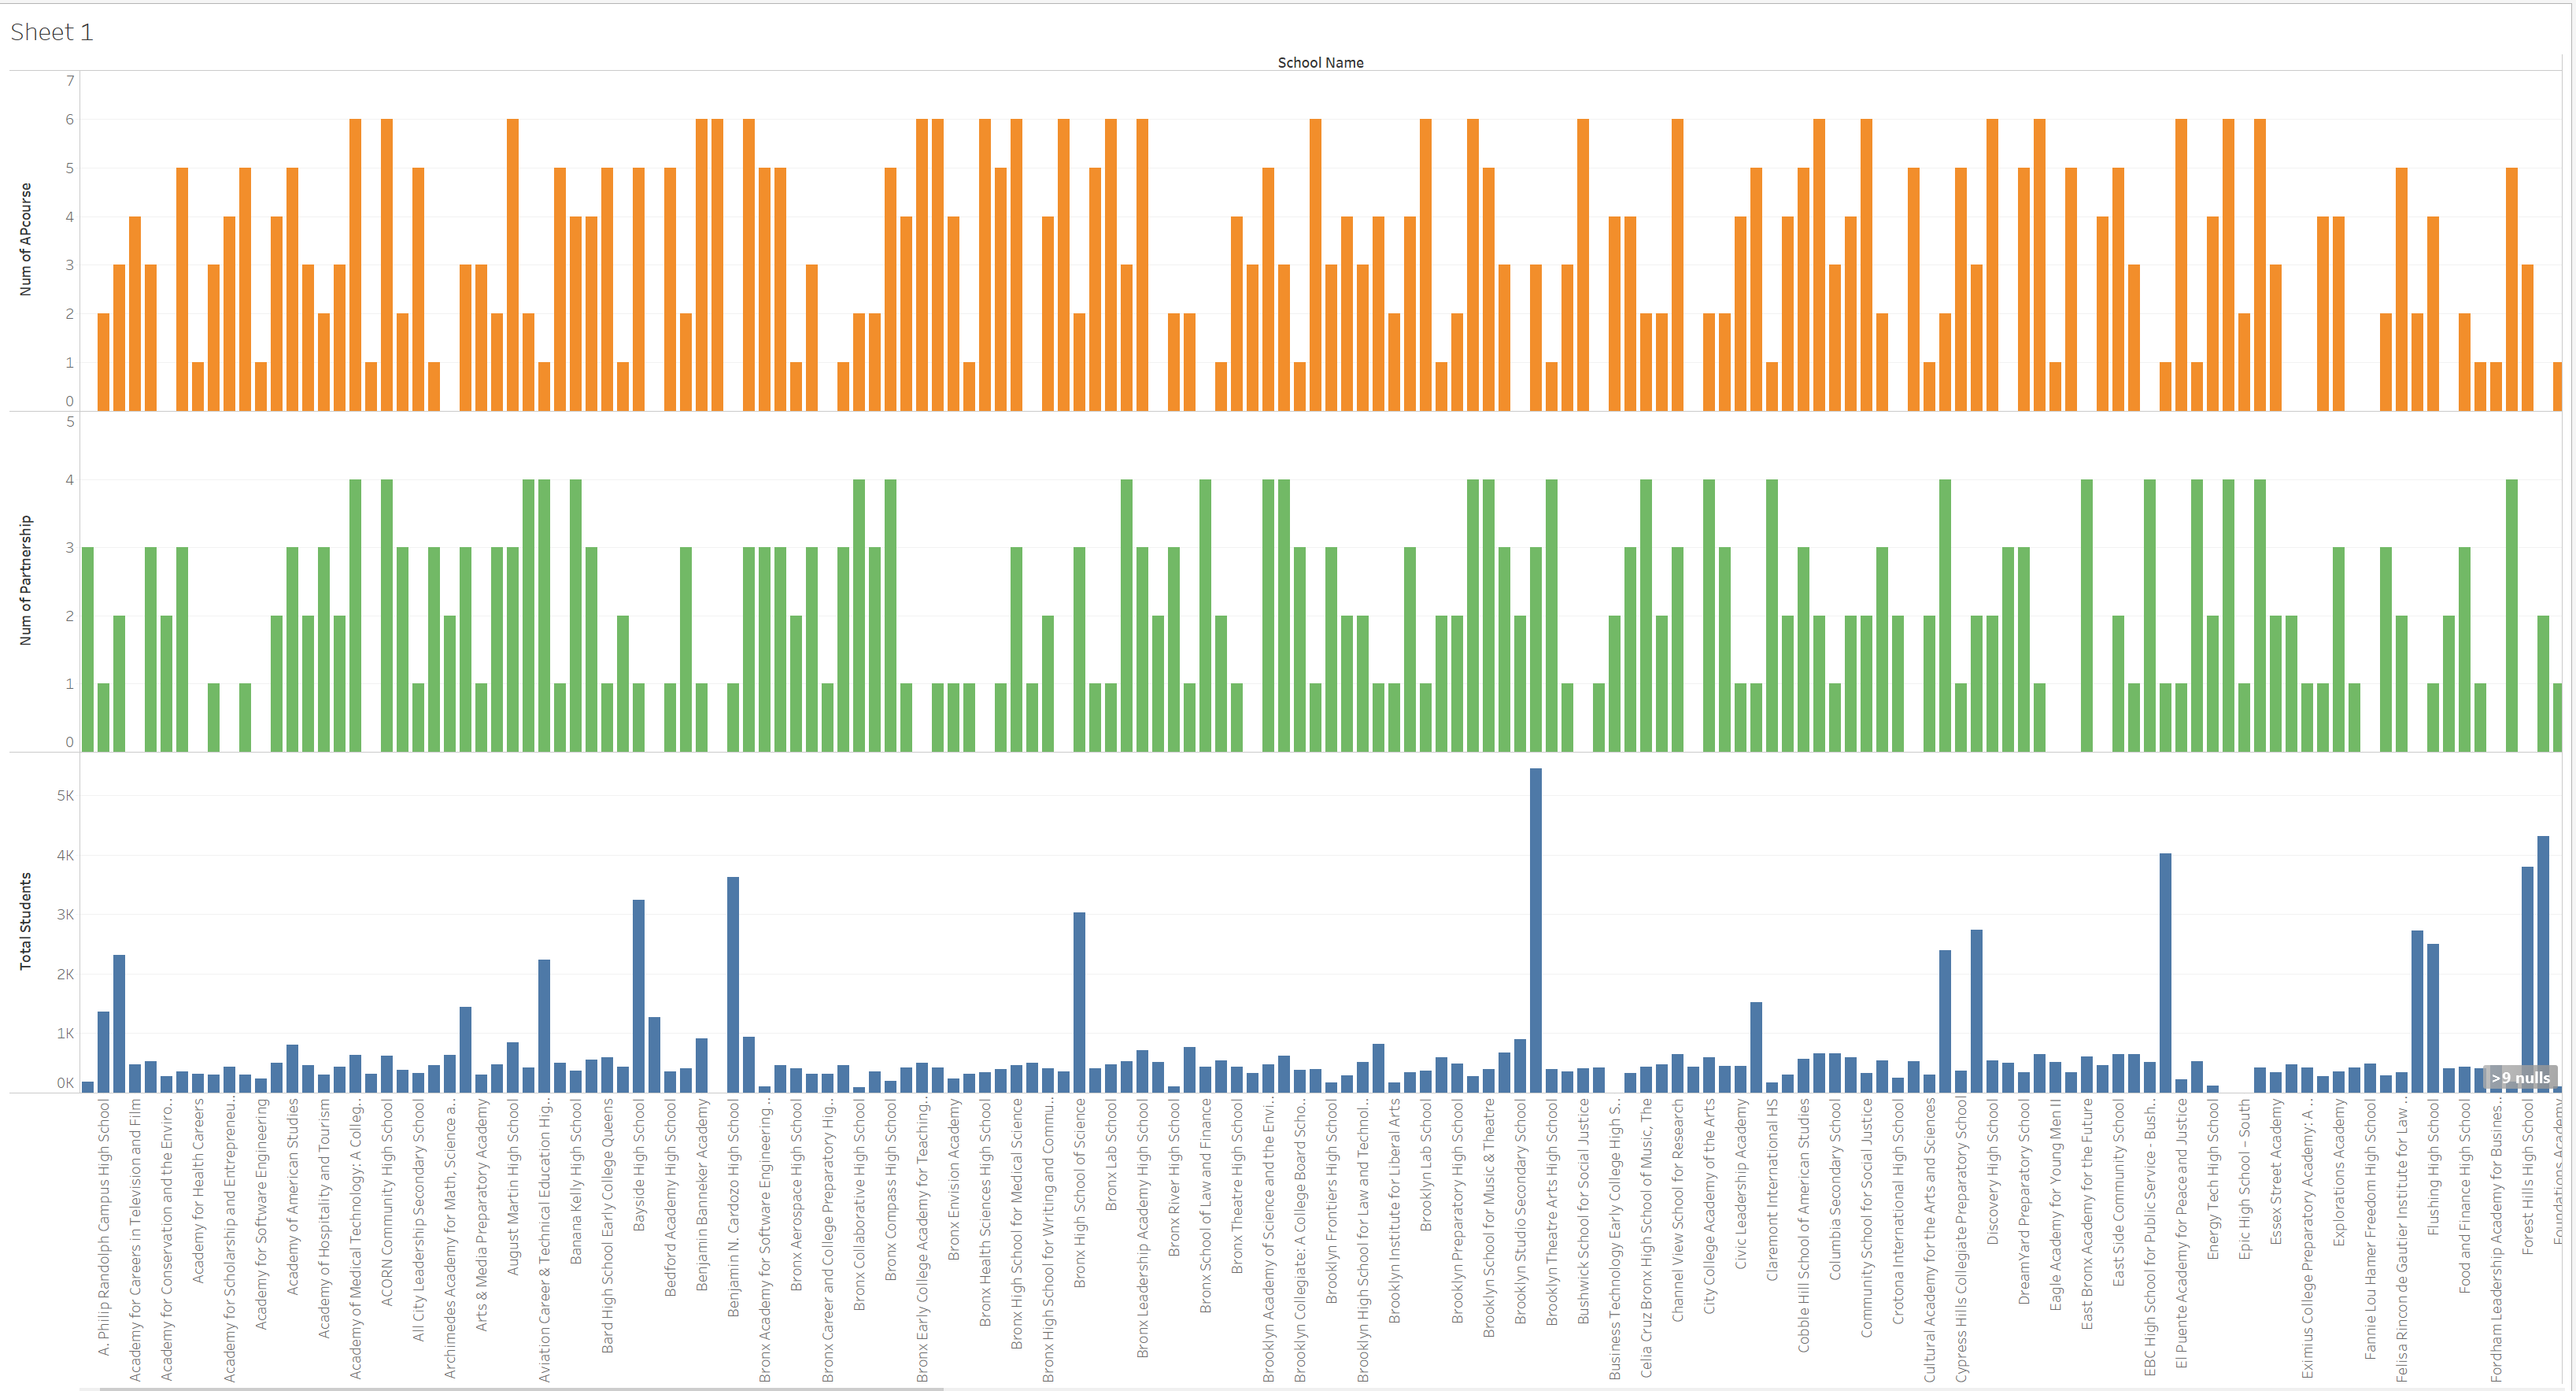 Sheet 1
School Name
7
6
5
4
3
2
1
0
Num of APcourse
5
4
3
2
1
0
Num of Partnership
5K
4K
3K
2K
1K
0K
Total Students
>9 nulls
A. Philip Randolph Campus High School
Academy for Careers in Television and Film
Academy for Conservation and the Enviro..
Academy for Health Careers
Academy for Scholarship and Entrepreneu..
Academy for Software Engineering
Academy of American Studies
Academy of Hospitality and Tourism
Academy of Medical Technology: A Colleg..
ACORN Community High School
All City Leadership Secondary School
Archimedes Academy for Math, Science a..
Arts & Media Preparatory Academy
August Martin High School
Aviation Career & Technical Education Hig..
Banana Kelly High School
Bard High School Early College Queens
Bayside High School
Bedford Academy High School
Benjamin Banneker Academy
Benjamin N. Cardozo High School
Bronx Academy for Software Engineering ..
Bronx Aerospace High School
Bronx Career and College Preparatory Hig..
Bronx Collaborative High School
Bronx Compass High School
Bronx Early College Academy for Teaching..
Bronx Envision Academy
Bronx Health Sciences High School
Bronx High School for Medical Science
Bronx High School for Writing and Commu..
Bronx High School of Science
Bronx Lab School
Bronx Leadership Academy High School
Bronx River High School
Bronx School of Law and Finance
Bronx Theatre High School
Brooklyn Academy of Science and the Envi..
Brooklyn Collegiate: A College Board Scho..
Brooklyn Frontiers High School
Brooklyn High School for Law and Technol..
Brooklyn Institute for Liberal Arts
Brooklyn Lab School
Brooklyn Preparatory High School
Brooklyn School for Music & Theatre
Brooklyn Studio Secondary School
Brooklyn Theatre Arts High School
Bushwick School for Social Justice
Business Technology Early College High S..
Celia Cruz Bronx High School of Music, The
Channel View School for Research
City College Academy of the Arts
Civic Leadership Academy
Claremont International HS
Cobble Hill School of American Studies
Columbia Secondary School
Community School for Social Justice
Crotona International High School
Cultural Academy for the Arts and Sciences
Cypress Hills Collegiate Preparatory School
Discovery High School
DreamYard Preparatory School
Eagle Academy for Young Men II
East Bronx Academy for the Future
East Side Community School
EBC High School for Public Service - Bush..
El Puente Academy for Peace and Justice
Energy Tech High School
Epic High School – South
Essex Street Academy
Eximius College Preparatory Academy: A ..
Explorations Academy
Fannie Lou Hamer Freedom High School
Felisa Rincon de Gautier Institute for Law ..
Flushing High School
Food and Finance High School
Fordham Leadership Academy for Busines..
Forest Hills High School
Foundations Academy